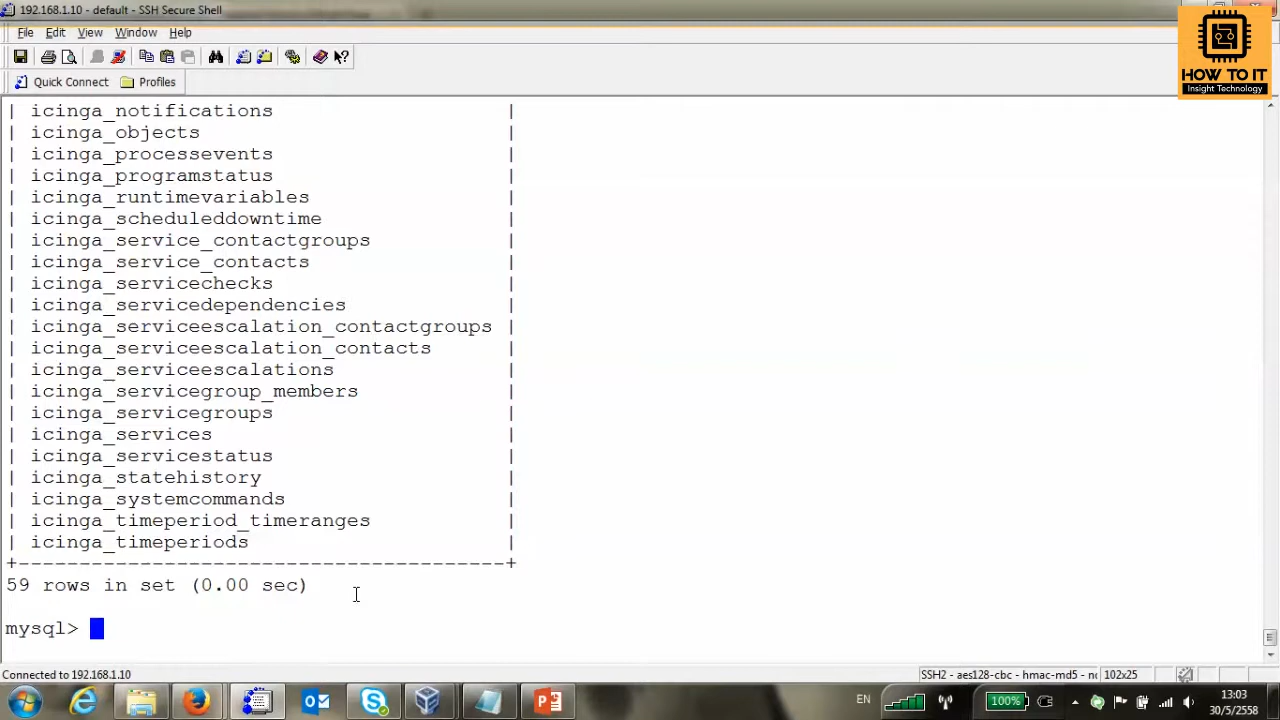 192.168.1.10 - default - SSH Secure Shell
File Edit View Window Help
Quick Connect Profiles
HOW TO IT
Insight Technology
| icinga_notifications |
| icinga_objects |
| icinga_processevents |
| icinga_programstatus |
| icinga_runtimevariables |
| icinga_scheduleddowntime |
| icinga_service_contactgroups |
| icinga_service_contacts |
| icinga_servicechecks |
| icinga_servicedependencies |
| icinga_serviceescalation_contactgroups |
| icinga_serviceescalation_contacts |
| icinga_serviceescalations |
| icinga_servicegroup_members |
| icinga_servicegroups |
| icinga_services |
| icinga_servicestatus |
| icinga_statehistory |
| icinga_systemcommands |
| icinga_timeperiod_timeranges |
| icinga_timeperiods |
+----------------------------------------+
59 rows in set (0.00 sec)
mysql>
Connected to 192.168.1.10 SSH2 - aes128-cbc - hmac-md5 - nc 102x25
EN 100% 13:03
30/5/2558